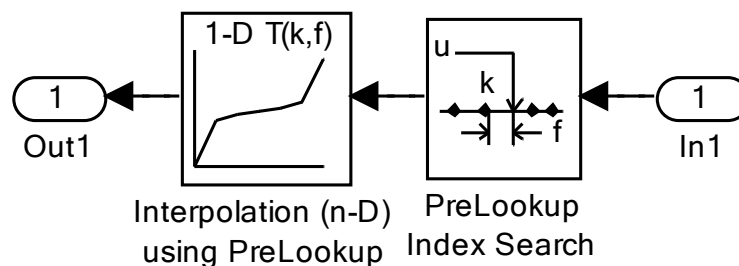 1-D T(k,f)
u
k
f
1
Out1
1
In1
Interpolation (n-D)
using PreLookup
PreLookup
Index Search